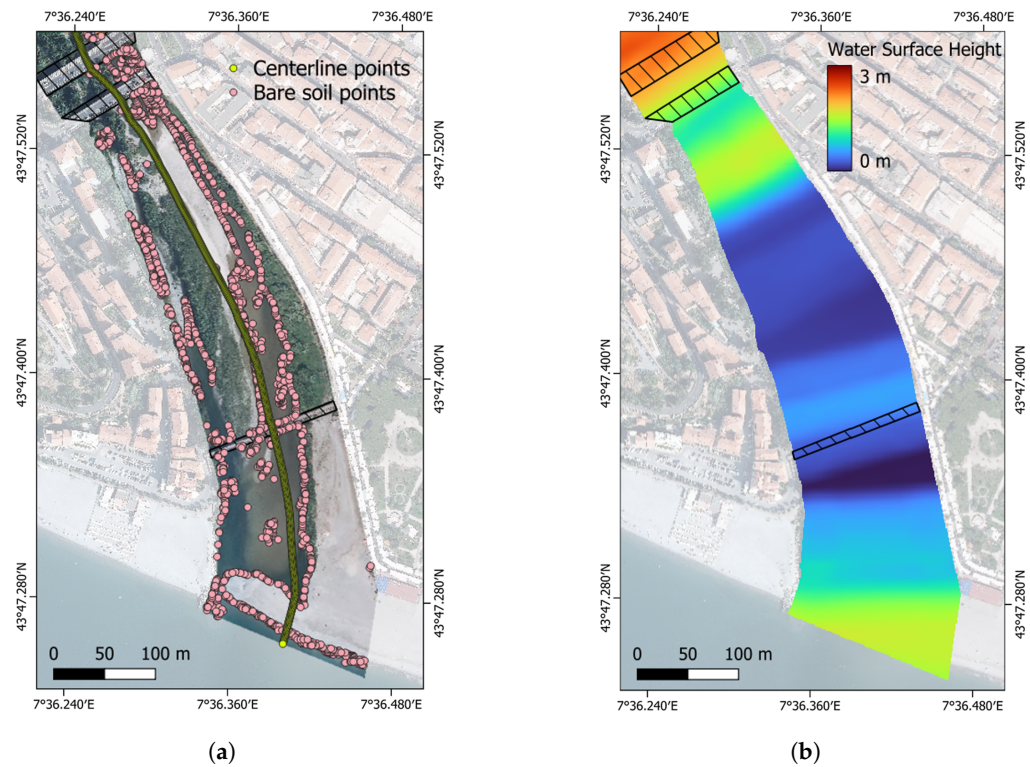 7°36.240′E
7°36.360′E
7°36.480′E
43°47.520′N
43°47.400′N
43°47.280′N
Centerline points
Bare soil points
43°47.520′N
43°47.400′N
43°47.280′N
0 50 100 m
7°36.240′E
7°36.360′E
7°36.480′E
(a)
7°36.240′E
7°36.360′E
7°36.480′E
43°47.520′N
43°47.400′N
43°47.280′N
Water Surface Height
3 m
0 m
43°47.520′N
43°47.400′N
43°47.280′N
0 50 100 m
7°36.240′E
7°36.360′E
7°36.480′E
(b)